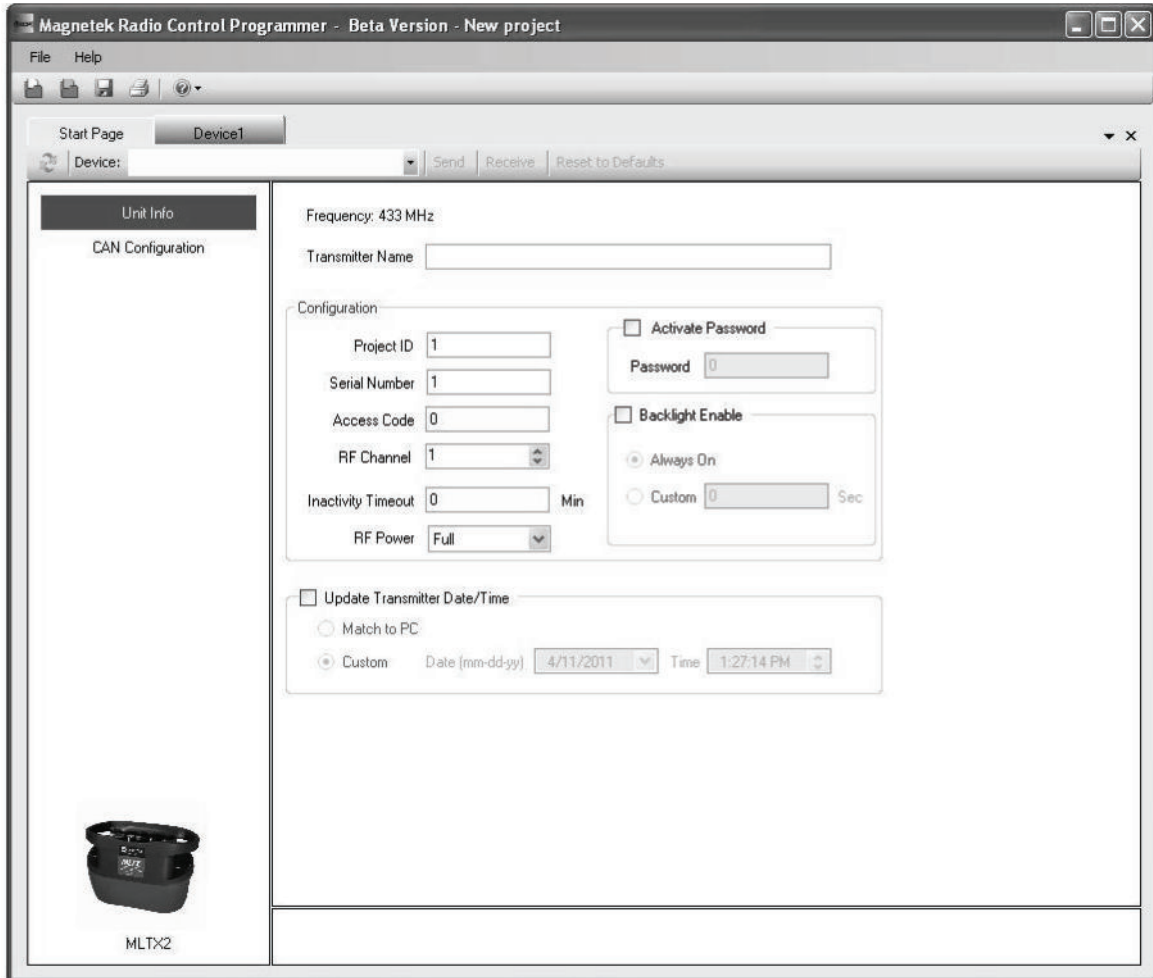 Magnetek Radio Control Programmer - Beta Version - New project
File Help
Start Page Device1
Device: Send Receive Reset to Defaults
Unit Info
CAN Configuration
Frequency: 433 MHz
Transmitter Name
Configuration
Project ID 1
Serial Number 1
Access Code 0
RF Channel 1
Inactivity Timeout 0 Min
RF Power Full
Activate Password
Password 0
Backlight Enable
Always On
Custom 0 Sec
Update Transmitter Date/Time
Match to PC
Custom Date (mm-dd-yy) 4/11/2011 Time 1:27:14 PM
MLTX2